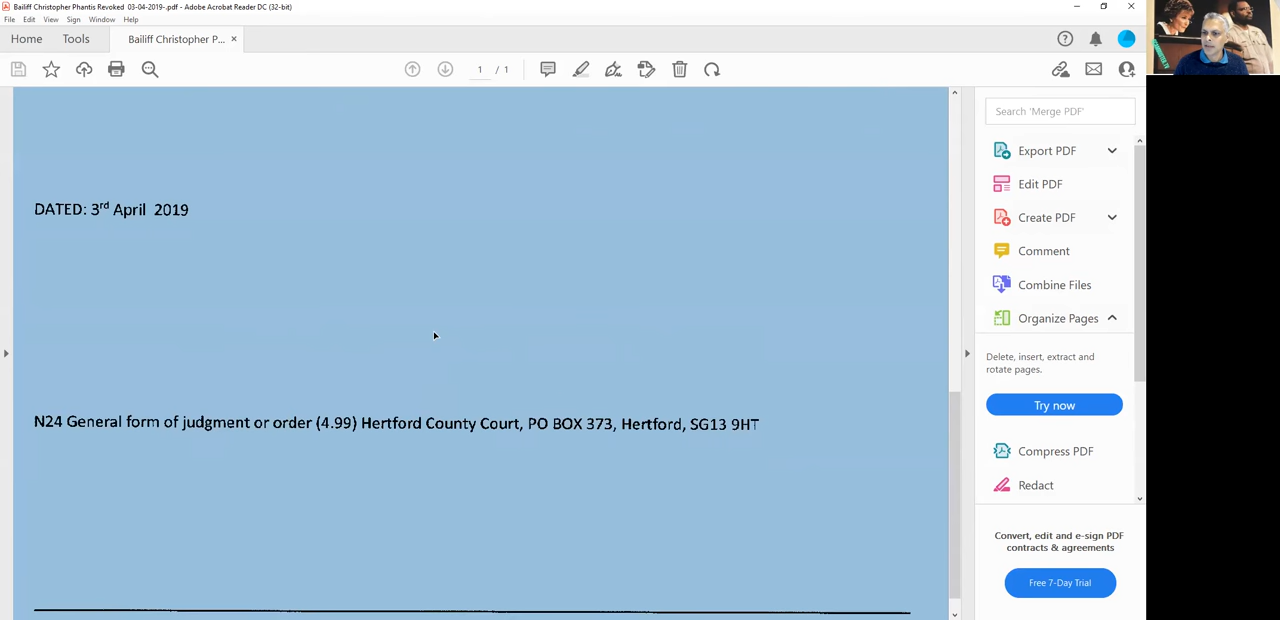 Bailiff Christopher Phantis Revoked 03-04-2019-.pdf - Adobe Acrobat Reader DC (32-bit)
File Edit View Sign Window Help
Home Tools Bailiff Christopher P... ×
1 / 1
DATED: 3rd April 2019
N24 General form of judgment or order (4.99) Hertford County Court, PO BOX 373, Hertford, SG13 9HT
Search 'Merge PDF'
Export PDF
Edit PDF
Create PDF
Comment
Combine Files
Organize Pages
Delete, insert, extract and
rotate pages.
Try now
Compress PDF
Redact
Convert, edit and e-sign PDF
contracts & agreements
Free 7-Day Trial